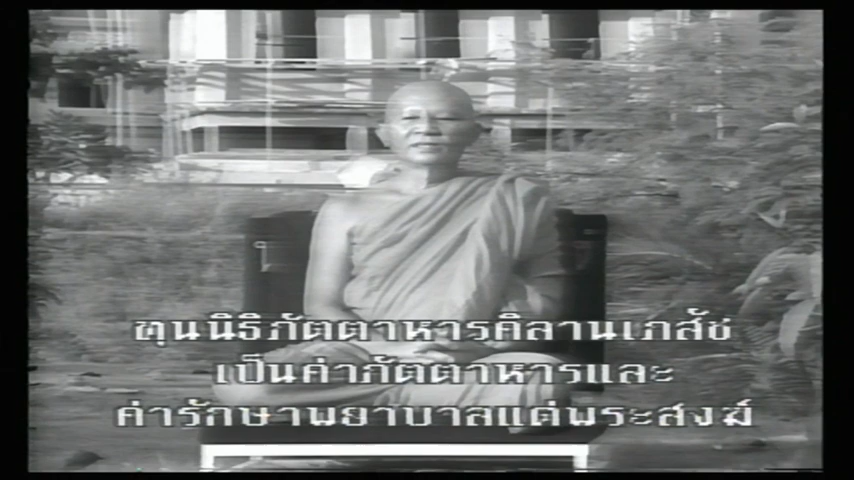 ทุนนิธิภัตตาหารคิลานเภสัช
เป็นค่าภัตตาหารและ
ค่ารักษาพยาบาลแด่พระสงฆ์